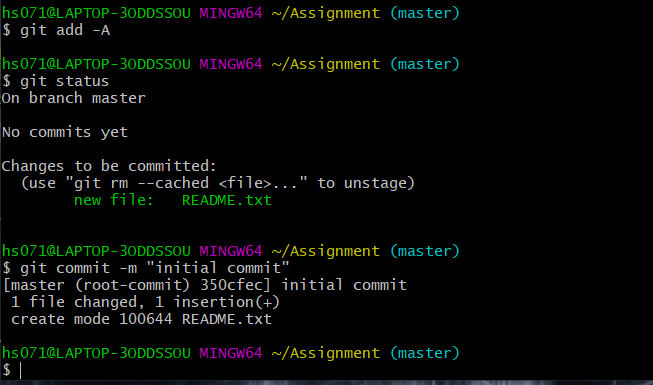 hs071@LAPTOP-3ODDSSOU MINGW64 ~/Assignment (master)
$ git add -A
hs071@LAPTOP-3ODDSSOU MINGW64 ~/Assignment (master)
$ git status
On branch master
No commits yet
Changes to be committed:
  (use "git rm --cached <file>..." to unstage)
        new file:   README.txt
hs071@LAPTOP-3ODDSSOU MINGW64 ~/Assignment (master)
$ git commit -m "initial commit"
[master (root-commit) 350cfec] initial commit
 1 file changed, 1 insertion(+)
 create mode 100644 README.txt
hs071@LAPTOP-3ODDSSOU MINGW64 ~/Assignment (master)
$